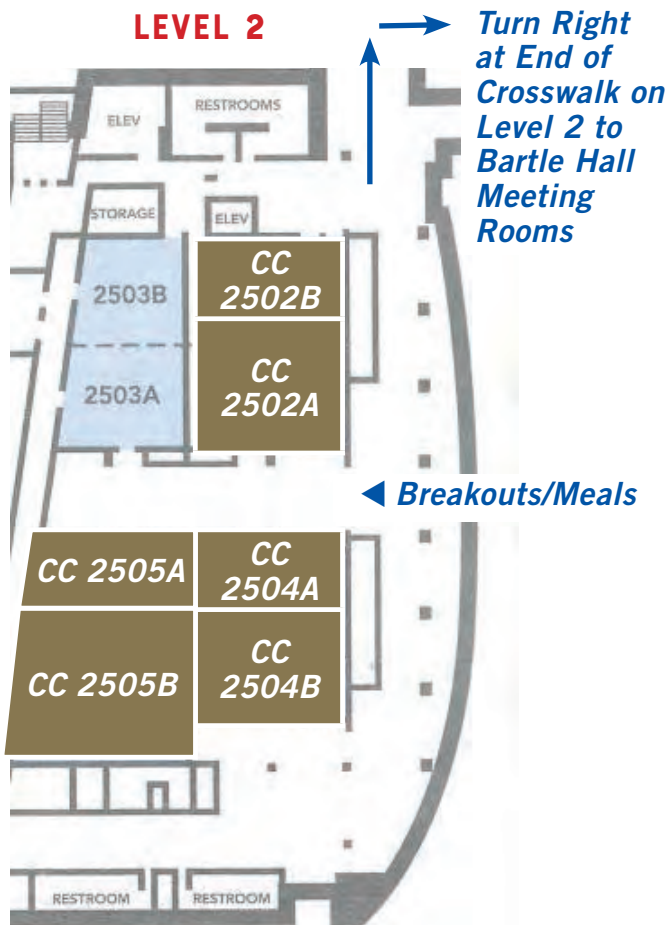 LEVEL 2
Turn Right
at End of
Crosswalk on
Level 2 to
Bartle Hall
Meeting
Rooms
ELEV
RESTROOMS
STORAGE
ELEV
2503B
CC
2502B
2503A
CC
2502A
◀ Breakouts/Meals
CC 2505A
CC
2504A
CC 2505B
CC
2504B
RESTROOM
RESTROOM